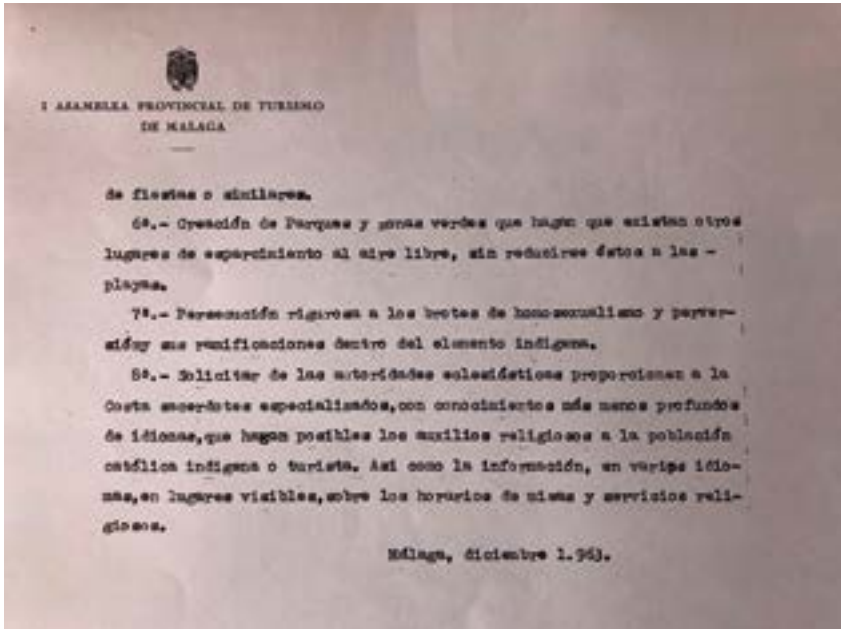 I ASAMBLEA PROVINCIAL DE TURISMO
DE MALAGA
de fiestas o similares.
6ª.- Creación de Parques y zonas verdes que hagan que existan otros
lugares de esparcimiento al aire libre, sin reducirse éstos a las -
playas.
7ª.- Persecución rigurosa a los brotes de homosexualismo y perver-
sión y sus ramificaciones dentro del elemento indígena.
8ª.- Solicitar de las autoridades eclesiásticas proporcionen a la
Costa sacerdotes especializados, con conocimientos más menos profundos
de idiomas, que hagan posibles los auxilios religiosos a la población
católica indígena o turista. Así como la información, en varios idio-
mas, en lugares visibles, sobre los horarios de misas y servicios reli-
giosos.
Málaga, diciembre 1.963.